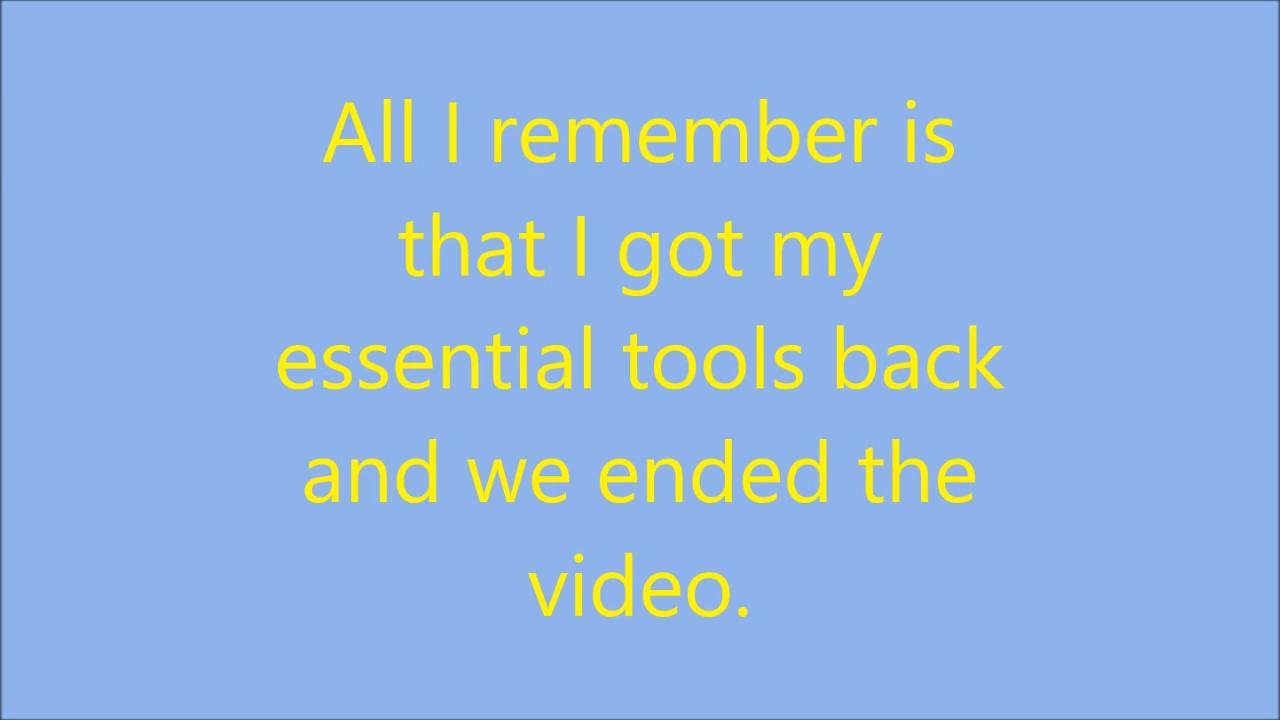 All I remember is
that I got my
essential tools back
and we ended the
video.